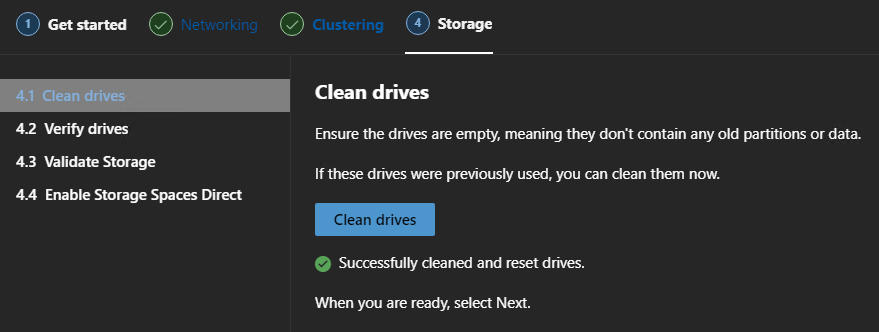 1 Get started Networking Clustering 4 Storage
4.1 Clean drives
4.2 Verify drives
4.3 Validate Storage
4.4 Enable Storage Spaces Direct
Clean drives
Ensure the drives are empty, meaning they don't contain any old partitions or data.
If these drives were previously used, you can clean them now.
Clean drives
Successfully cleaned and reset drives.
When you are ready, select Next.